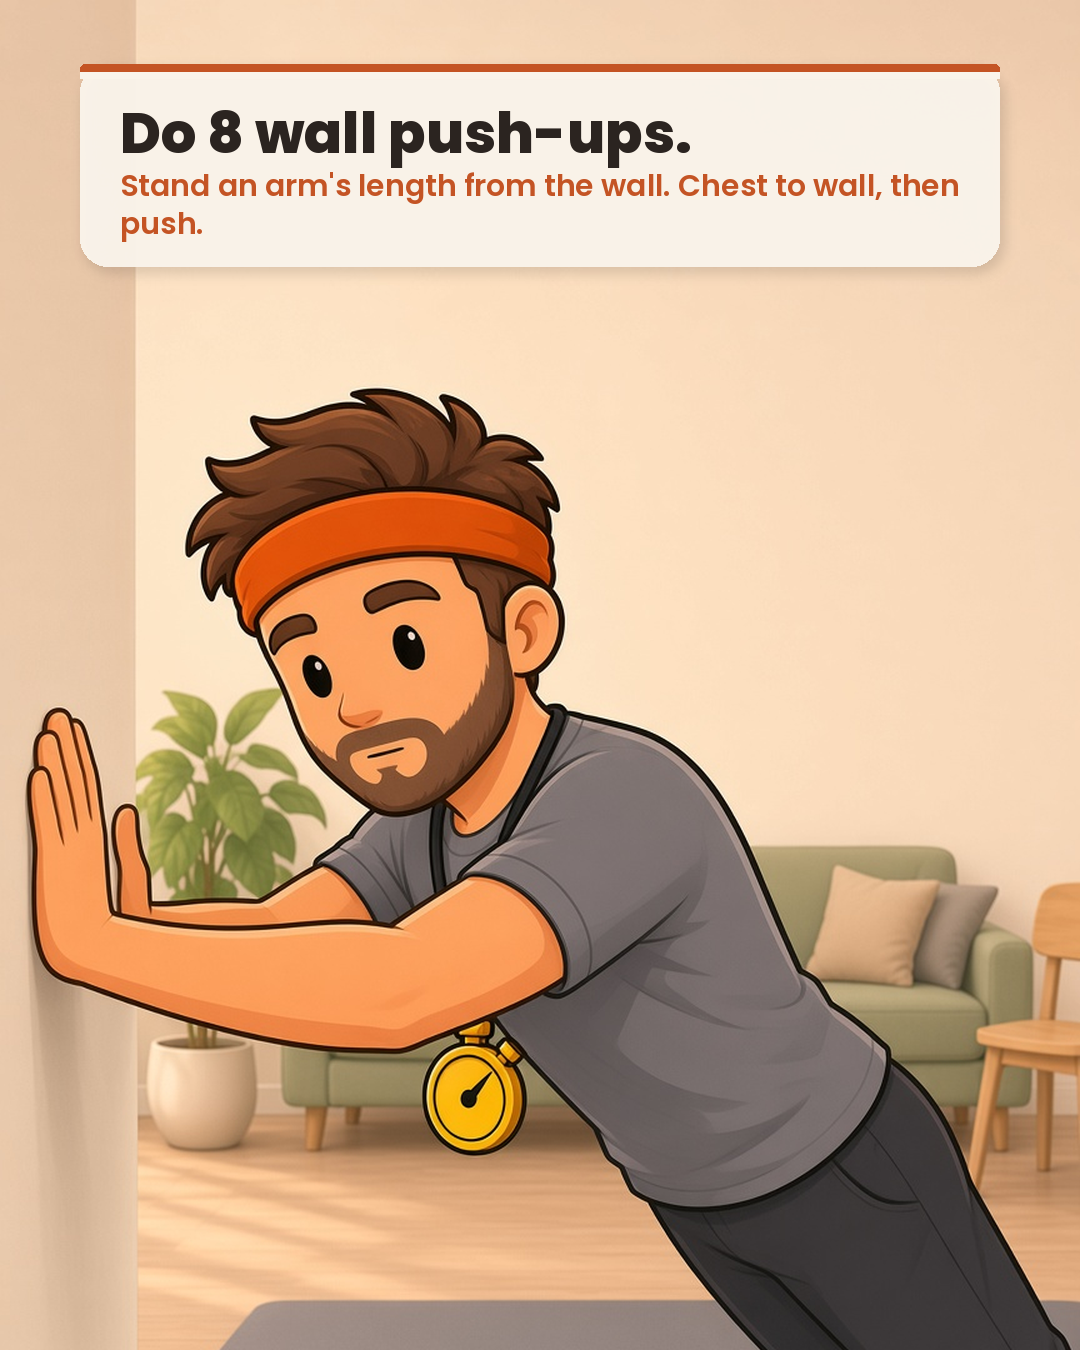 Do 8 wall push-ups.
Stand an arm's length from the wall. Chest to wall, then
push.